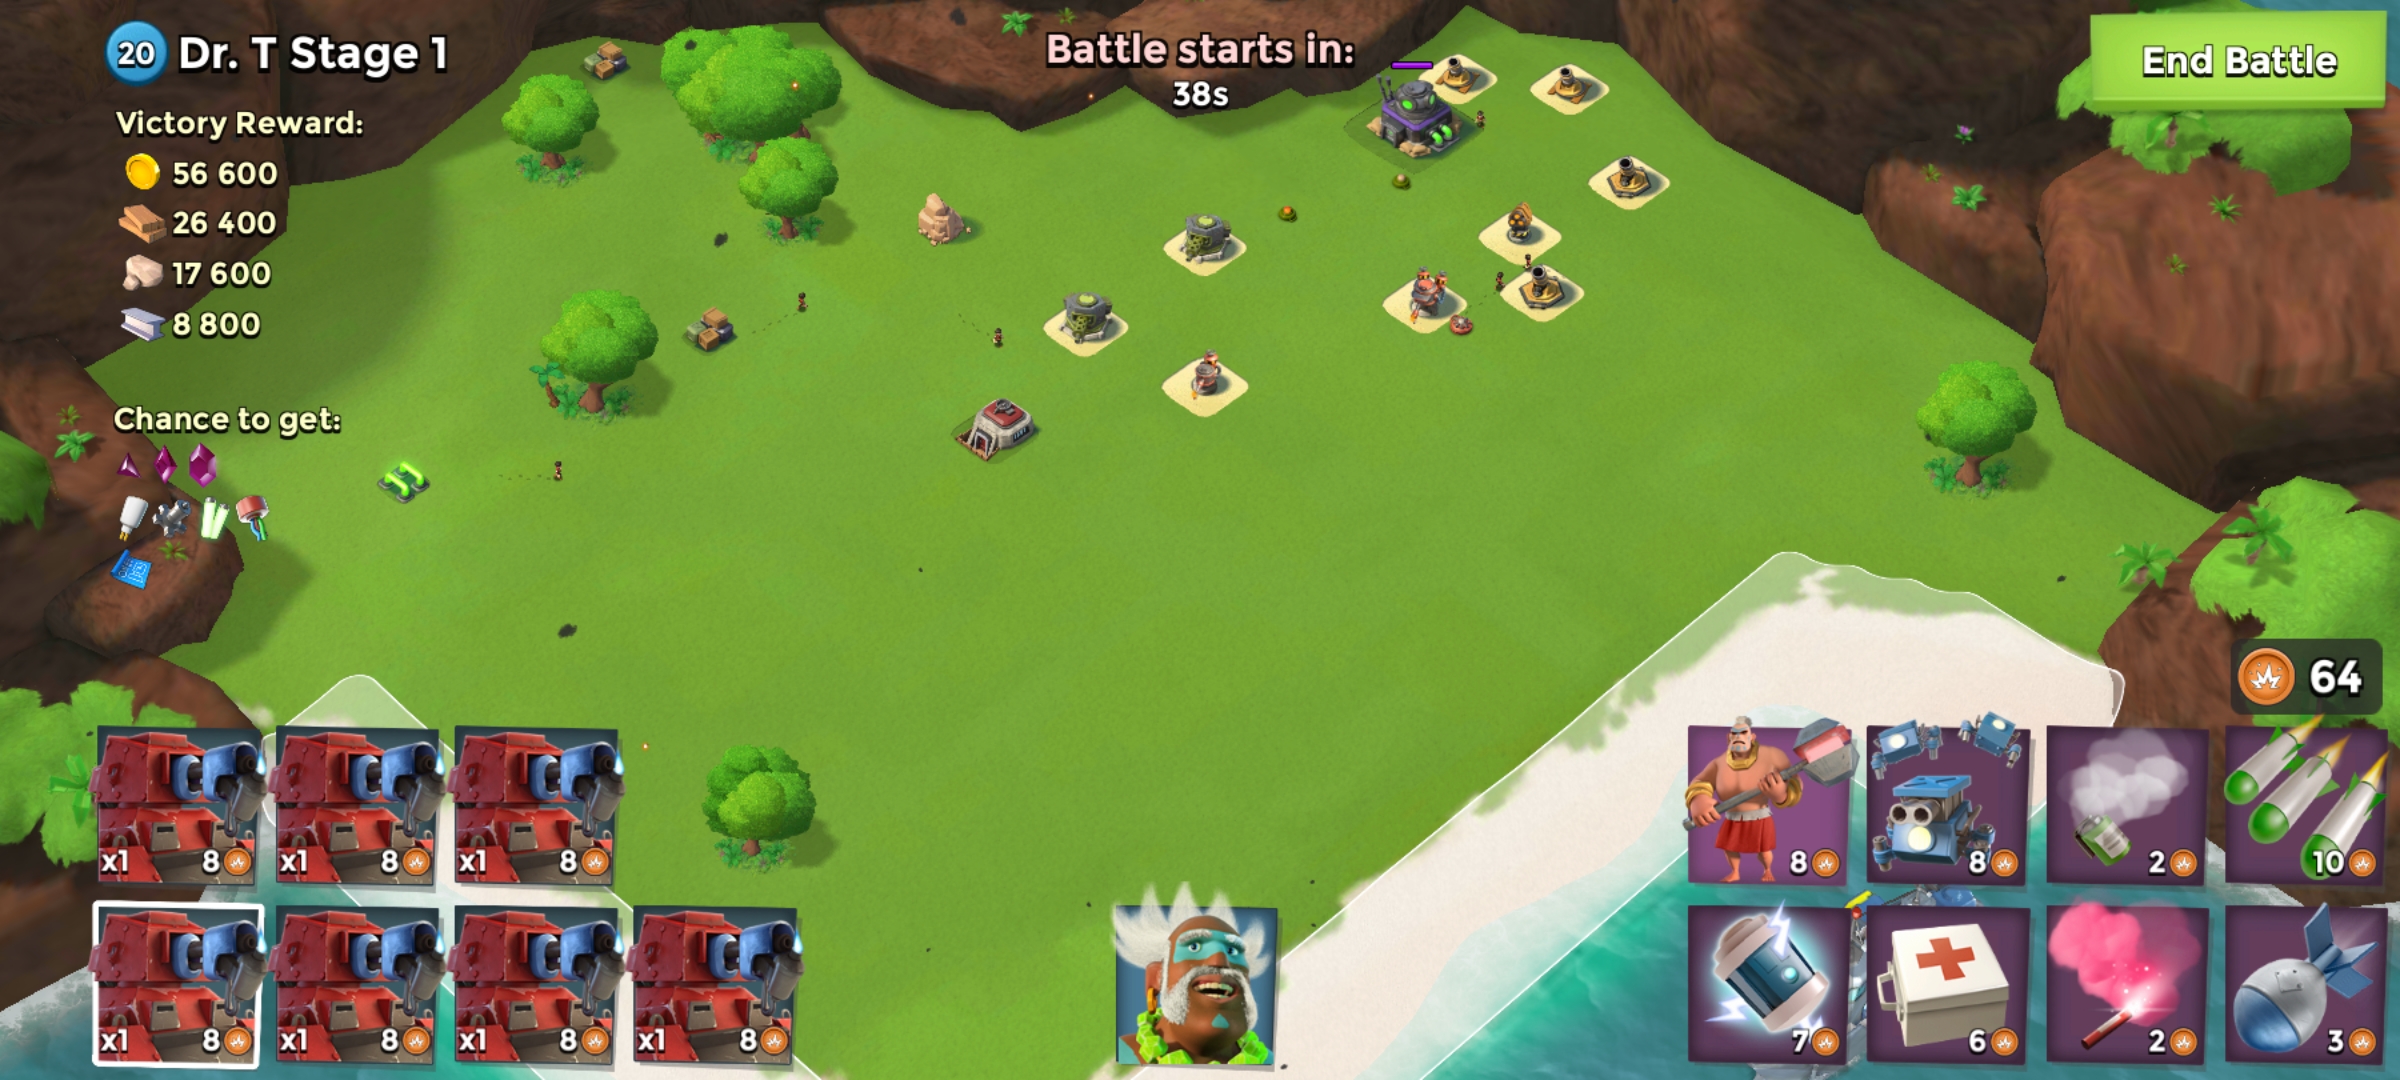 20 Dr. T Stage 1
Battle starts in:
38s
End Battle
Victory Reward:
56 600
26 400
17 600
8 800
Chance to get:
64
x1 8
x1 8
x1 8
8
8
2
10
x1 8
x1 8
x1 8
x1 8
7
6
2
3